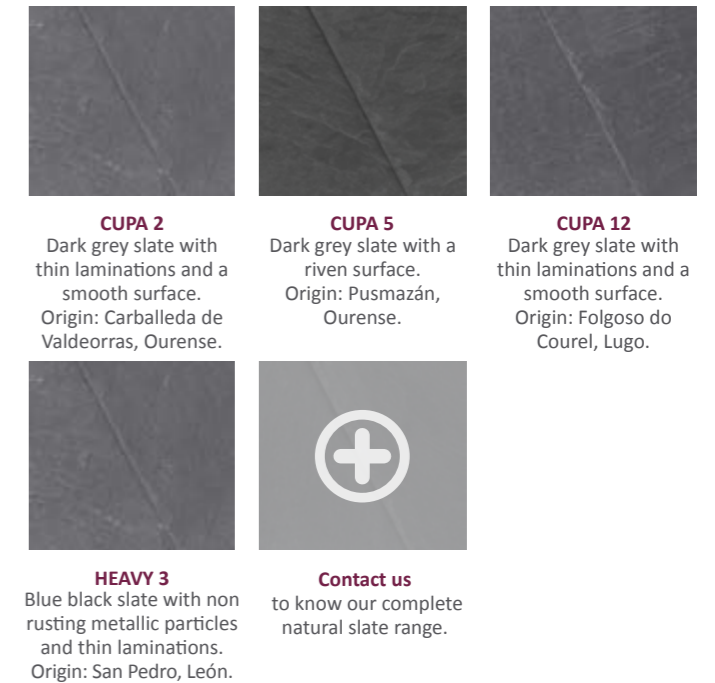 CUPA 2
Dark grey slate with
thin laminations and a
smooth surface.
Origin: Carballeda de
Valdeorras, Ourense.
CUPA 5
Dark grey slate with a
riven surface.
Origin: Pusmazán,
Ourense.
CUPA 12
Dark grey slate with
thin laminations and a
smooth surface.
Origin: Folgoso do
Courel, Lugo.
HEAVY 3
Blue black slate with non
rusting metallic particles
and thin laminations.
Origin: San Pedro, León.
Contact us
to know our complete
natural slate range.